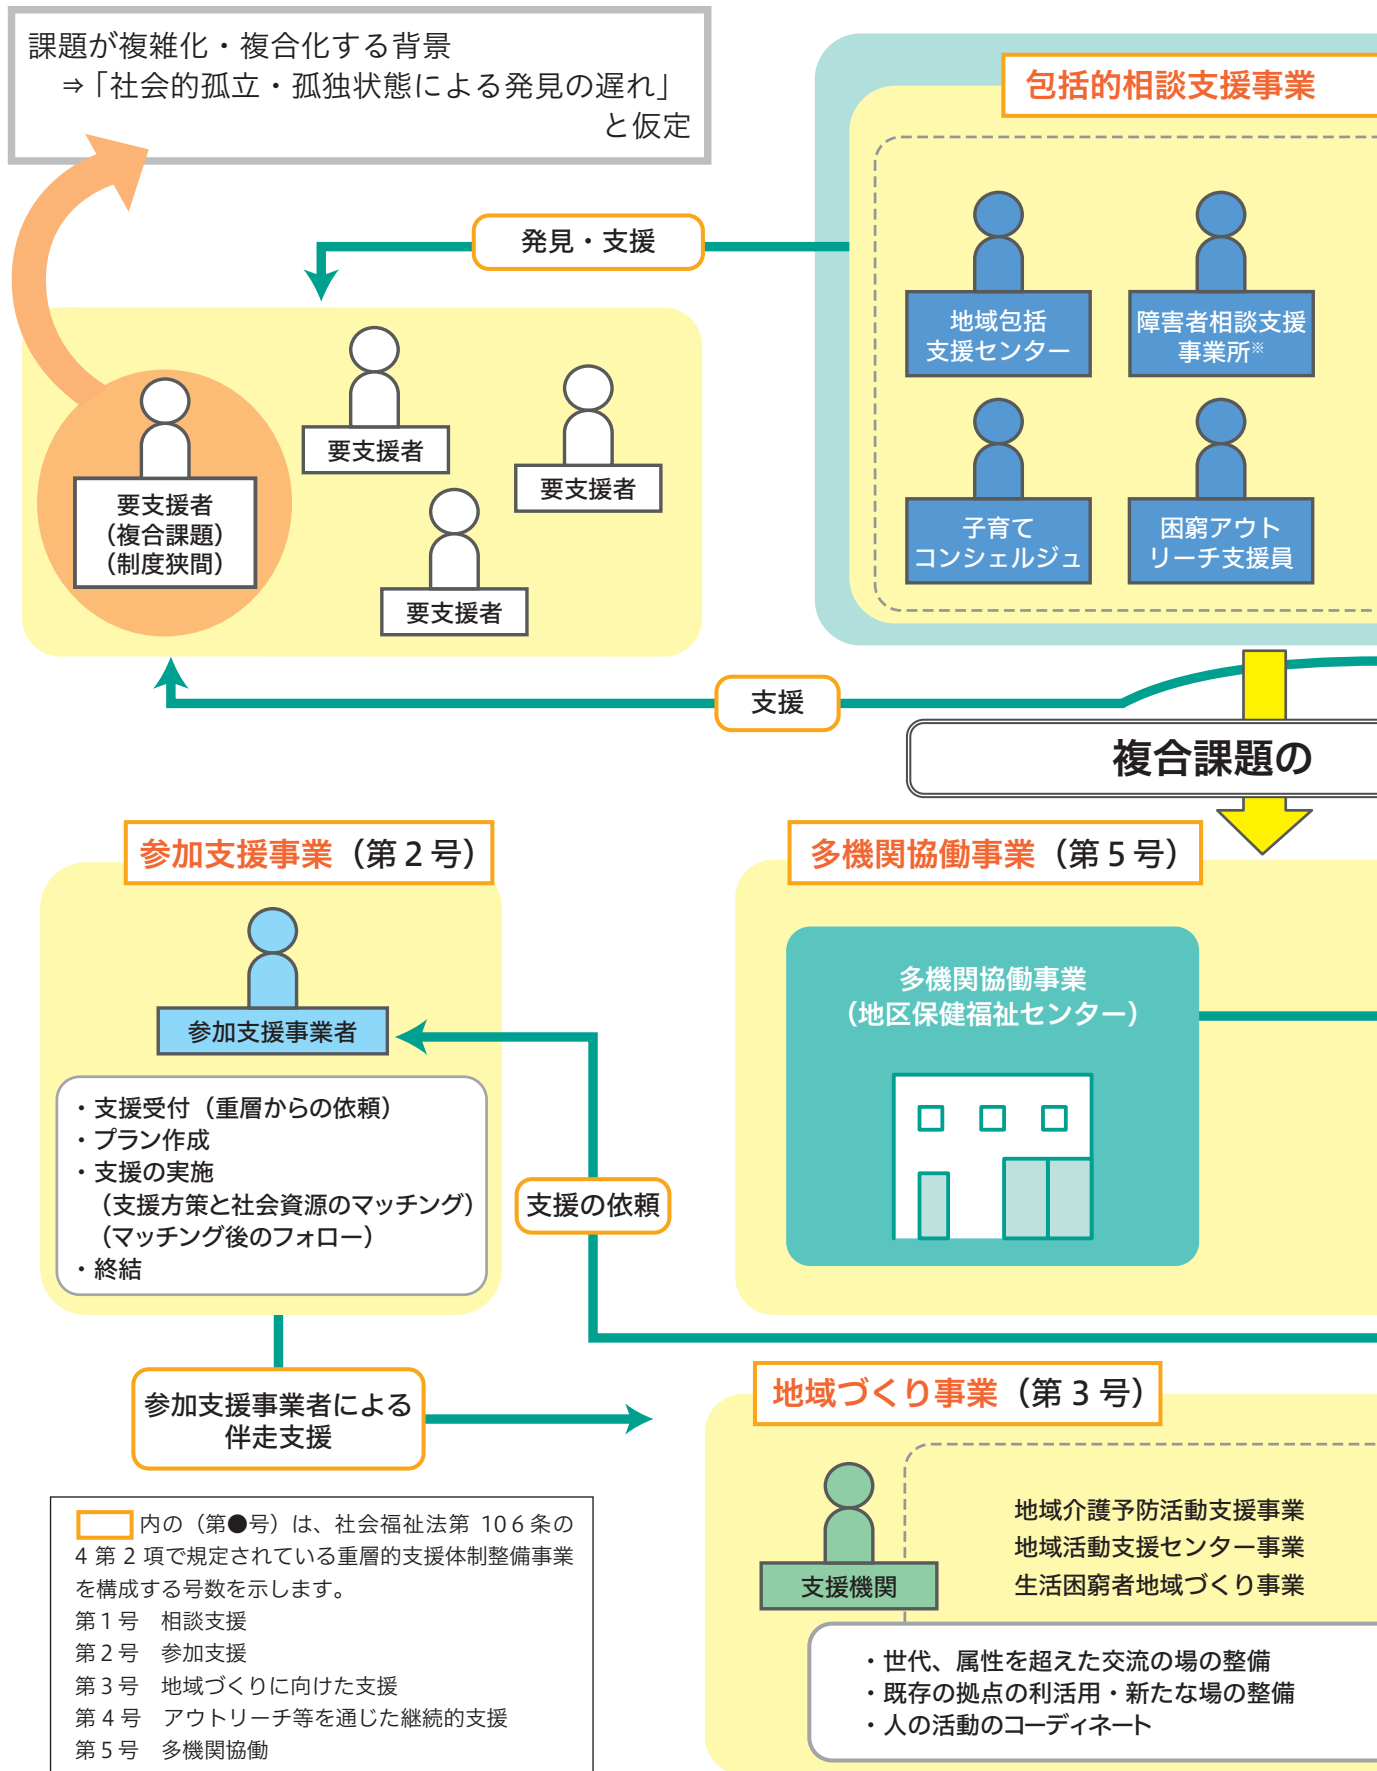 課題が複雑化・複合化する背景
⇒「社会的孤立・孤独状態による発見の遅れ」
と仮定
包括的相談支援事業
発見・支援
地域包括
支援センター
障害者相談支援
事業所※
子育て
コンシェルジュ
困窮アウト
リーチ支援員
要支援者
要支援者
要支援者
(複合課題)
(制度狭間)
要支援者
支援
複合課題の
参加支援事業（第２号）
参加支援事業者
・支援受付（重層からの依頼）
・プラン作成
・支援の実施
（支援方策と社会資源のマッチング）
（マッチング後のフォロー）
・終結
支援の依頼
多機関協働事業（第５号）
多機関協働事業
（地区保健福祉センター）
参加支援事業者による
伴走支援
地域づくり事業（第３号）
支援機関
地域介護予防活動支援事業
地域活動支援センター事業
生活困窮者地域づくり事業
・世代、属性を超えた交流の場の整備
・既存の拠点の利活用・新たな場の整備
・人の活動のコーディネート
内の（第●号）は、社会福祉法第 106条の
4 第 2 項で規定されている重層的支援体制整備事業
を構成する号数を示します。
第１号　相談支援
第２号　参加支援
第３号　地域づくりに向けた支援
第４号　アウトリーチ等を通じた継続的支援
第５号　多機関協働